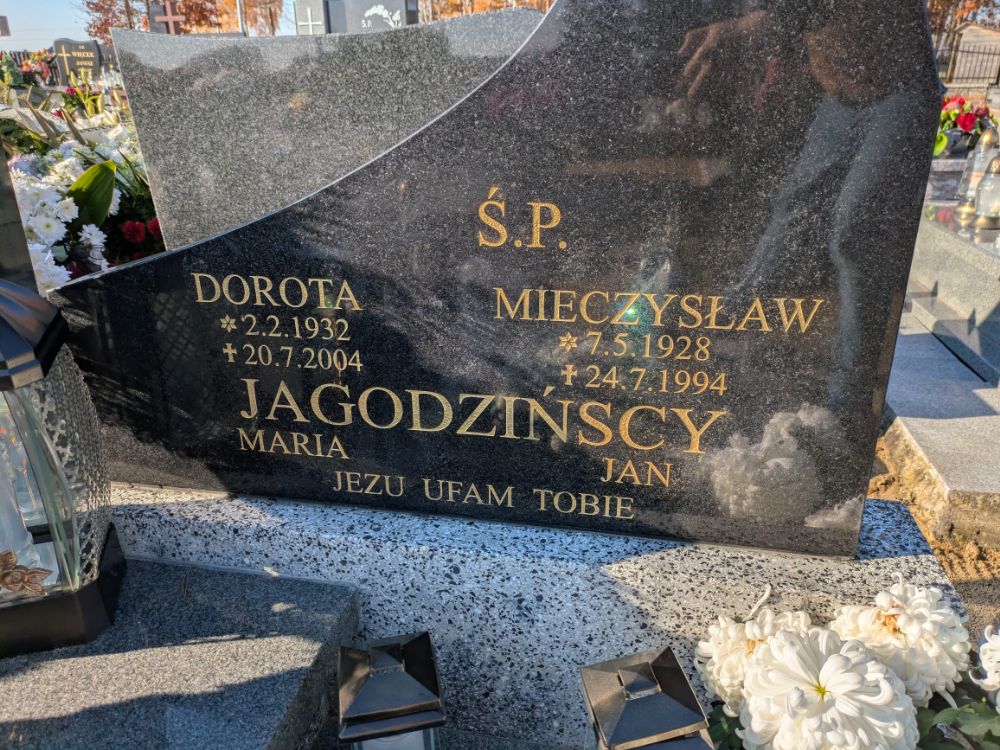 Ś.P.
WIĘCEK
Ś.P.
DOROTA
2.2.1932
20.7.2004
MIECZYSŁAW
7.5.1928
24.7.1994
JAGODZIŃSCY
MARIA
JAN
JEZU UFAM TOBIE